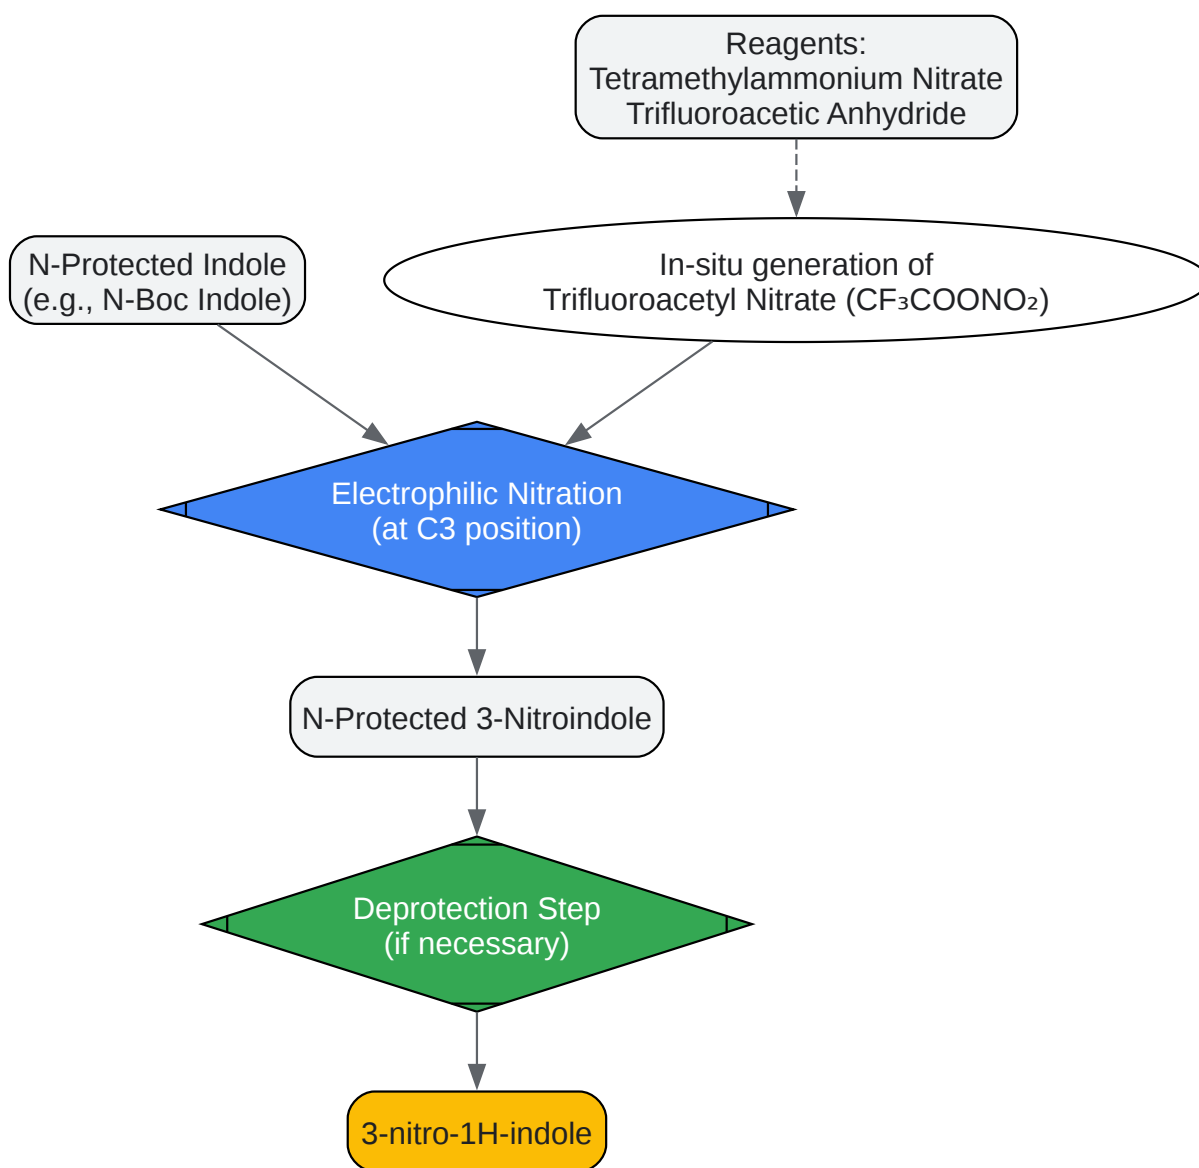 Reagents:
Tetramethylammonium Nitrate
Trifluoroacetic Anhydride
N-Protected Indole
(e.g., N-Boc Indole)
In-situ generation of
Trifluoroacetyl Nitrate (CF₃COONO₂)
Electrophilic Nitration
(at C3 position)
N-Protected 3-Nitroindole
Deprotection Step
(if necessary)
3-nitro-1H-indole